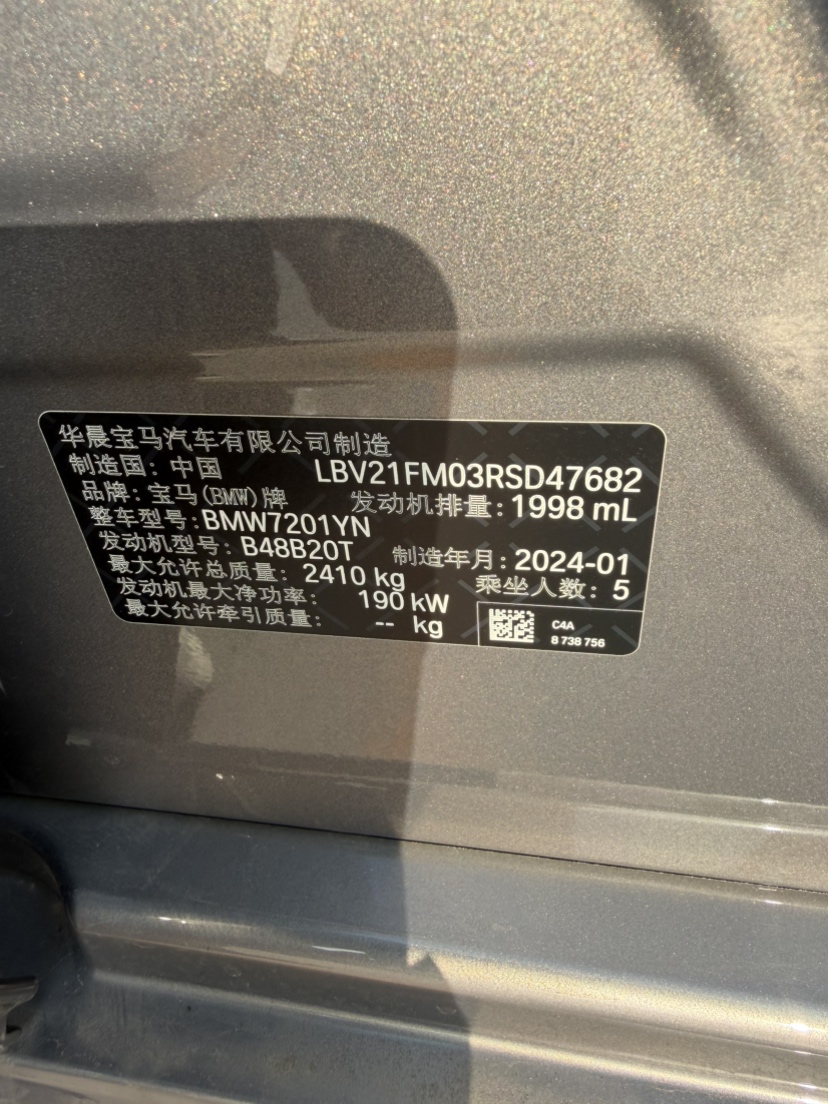 华晨宝马汽车有限公司制造
制造国：中国 LBV21FM03RSD47682
品牌：宝马(BMW)牌 发动机排量：1998 mL
整车型号：BMW7201YN
发动机型号：B48B20T 制造年月：2024-01
最大允许总质量：2410 kg 乘坐人数：5
发动机最大净功率：190 kW
最大允许牵引质量：-- kg
C4A
8 738 756